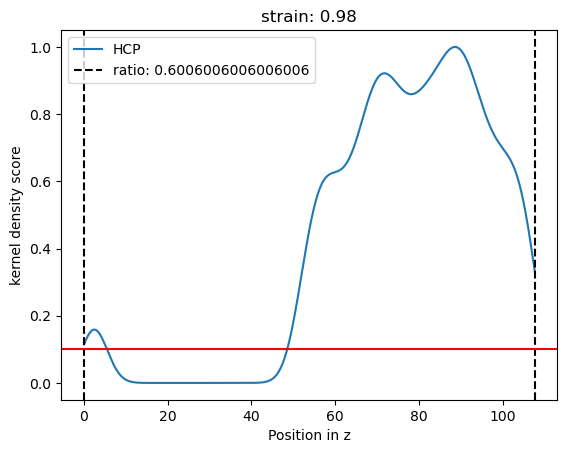 strain: 0.98
HCP
ratio: 0.6006006006006006
kernel density score
1.0
0.8
0.6
0.4
0.2
0.0
0 20 40 60 80 100
Position in z